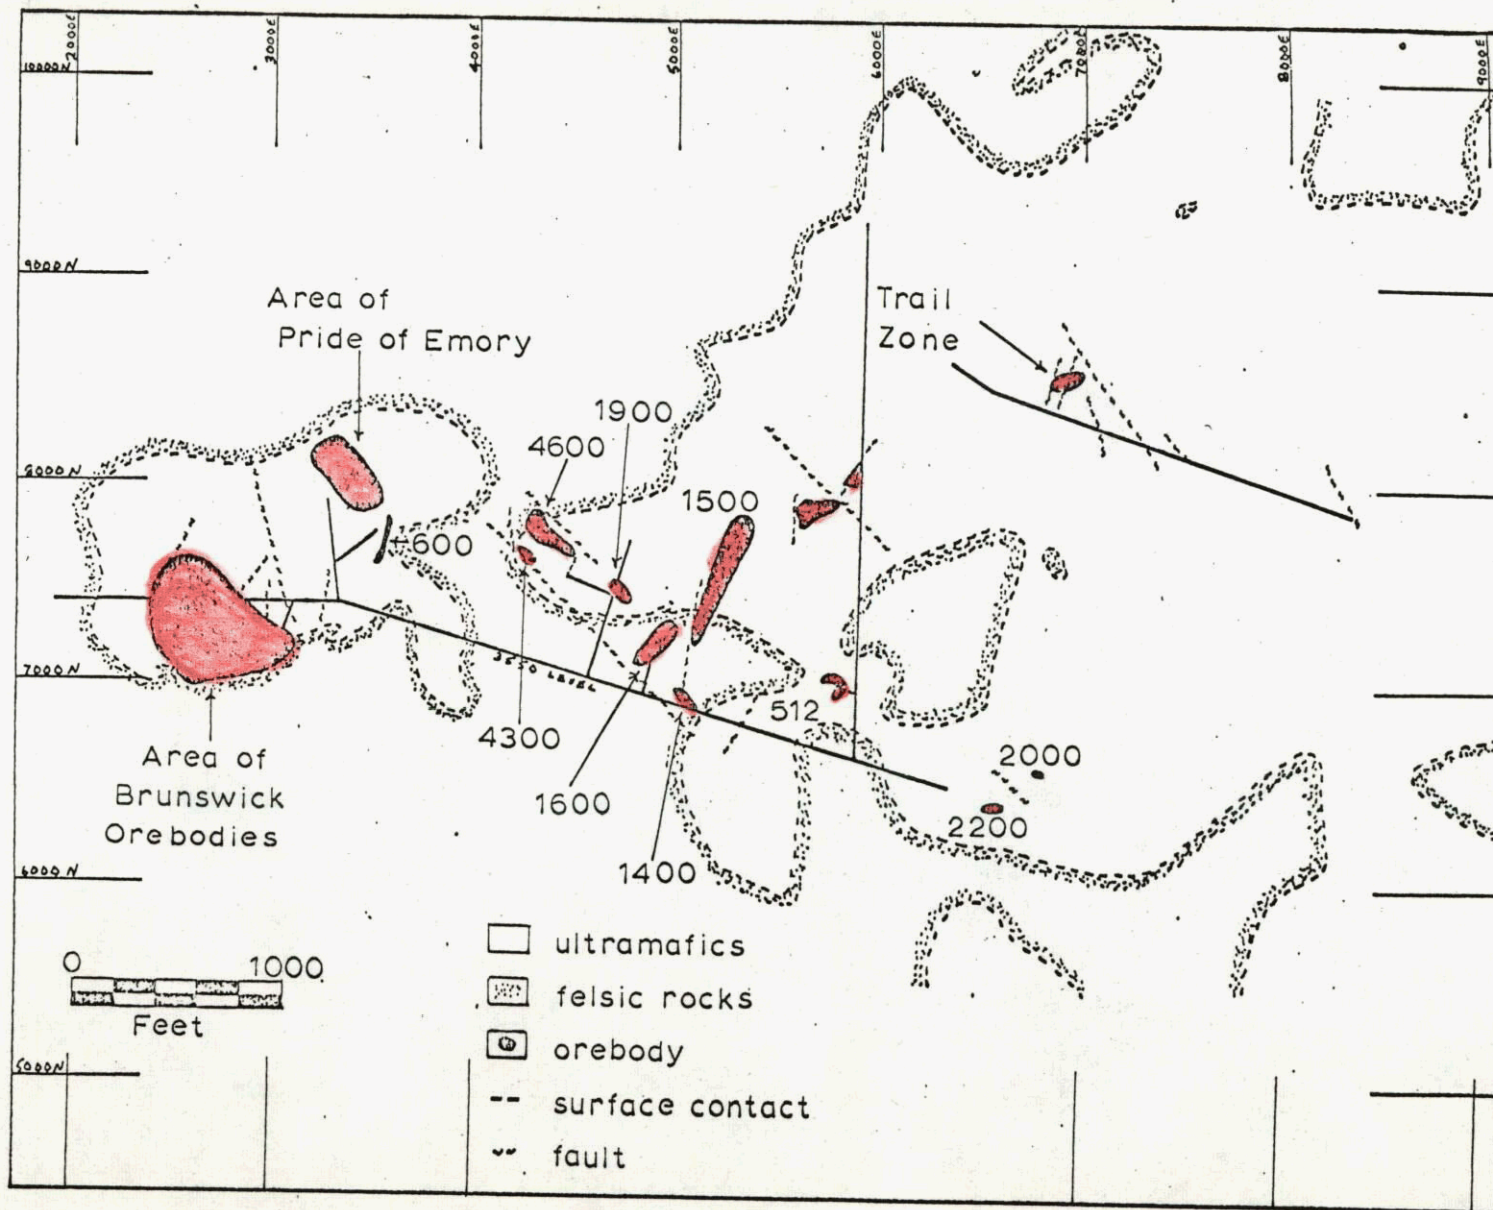 2000E
3000E
4000E
5000E
6000E
7000E
8000E
9000E
10000N
9000N
Area of
Pride of Emory
Trail
Zone
1900
4600
8000N
1500
600
7000N
3550 LEVEL
512
4300
Area of
Brunswick
Orebodies
2000
1600
2200
1400
6000N
0 1000
Feet
ultramafics
felsic rocks
orebody
surface contact
fault
5000N